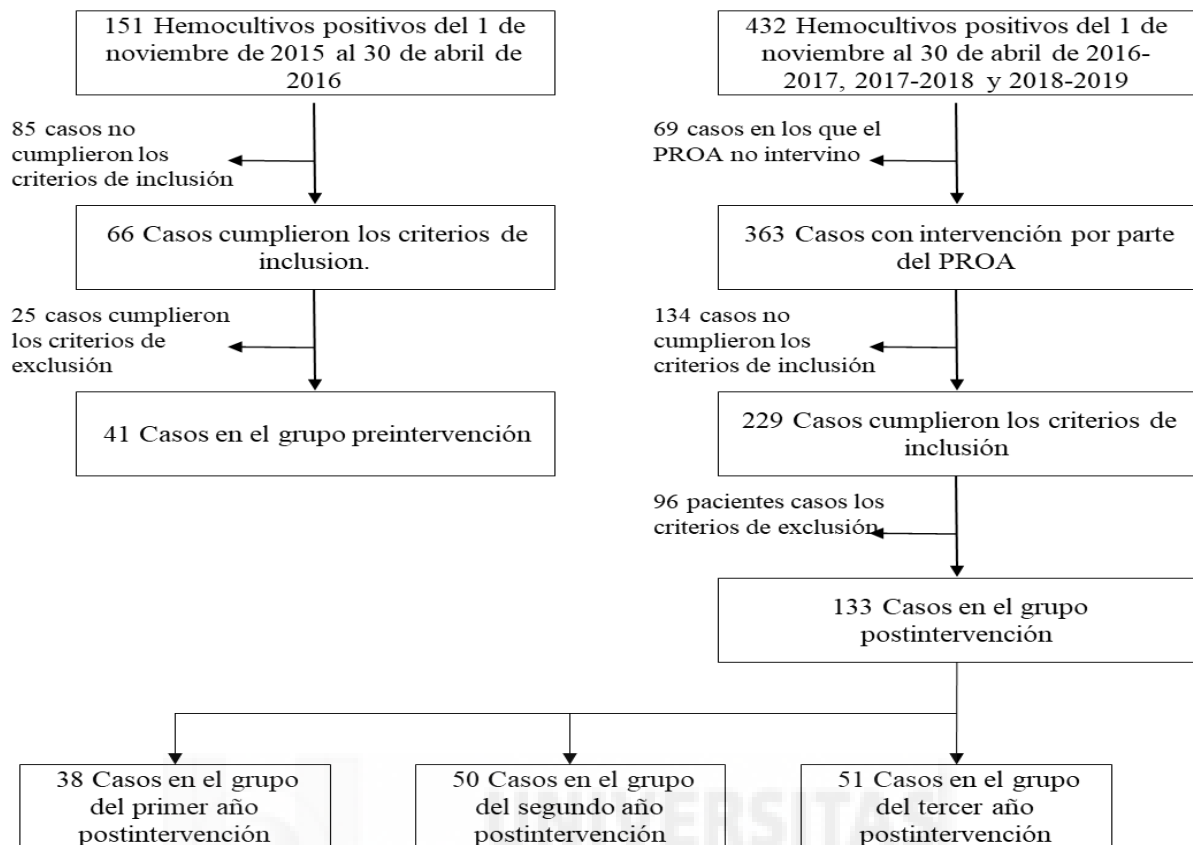 151 Hemocultivos positivos del 1 de
noviembre de 2015 al 30 de abril de
2016
85 casos no
cumplieron los
criterios de inclusión
66 Casos cumplieron los criterios de
inclusion.
25 casos cumplieron
los criterios de
exclusión
41 Casos en el grupo preintervención
432 Hemocultivos positivos del 1 de
noviembre al 30 de abril de 2016-
2017, 2017-2018 y 2018-2019
69 casos en los que el
PROA no intervino
363 Casos con intervención por parte
del PROA
134 casos no
cumplieron los
criterios de inclusión
229 Casos cumplieron los criterios de
inclusión
96 pacientes casos los
criterios de exclusión
133 Casos en el grupo
postintervención
38 Casos en el grupo
del primer año
postintervención
50 Casos en el grupo
del segundo año
postintervención
51 Casos en el grupo
del tercer año
postintervención
UNIVERSITAS